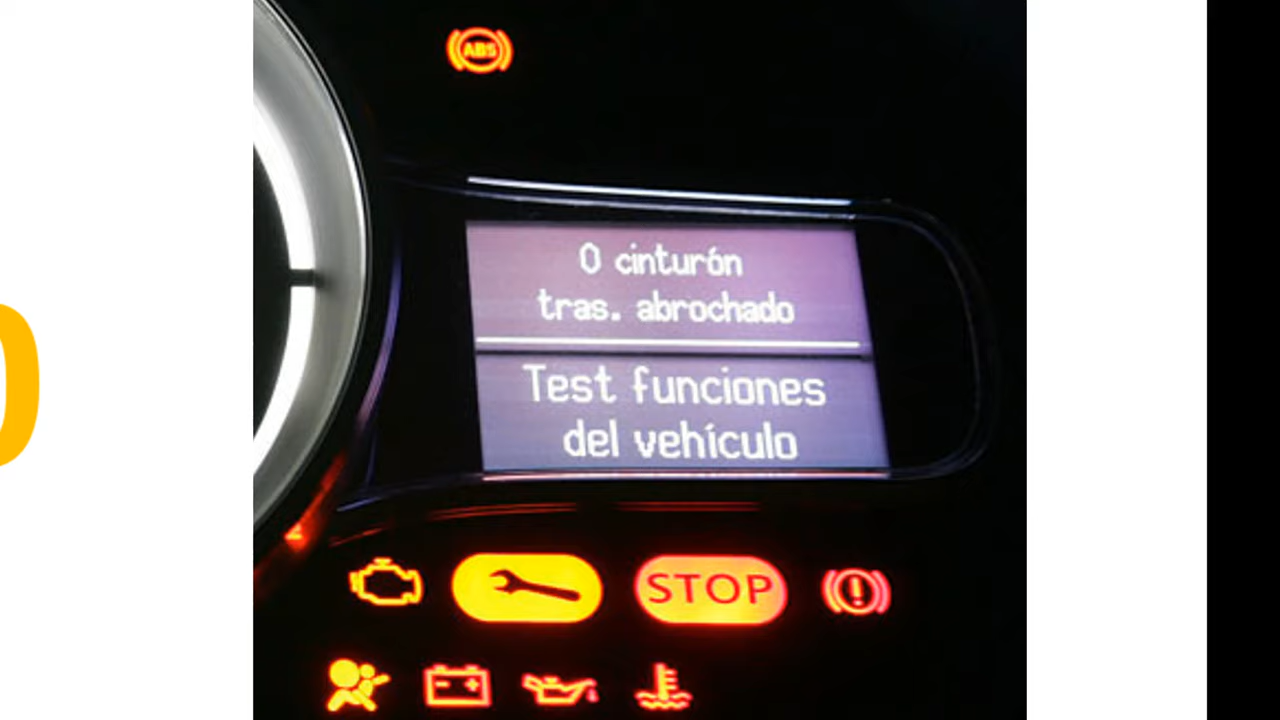 ABS
0 cinturón
tras. abrochado
Test funciones
del vehículo
STOP